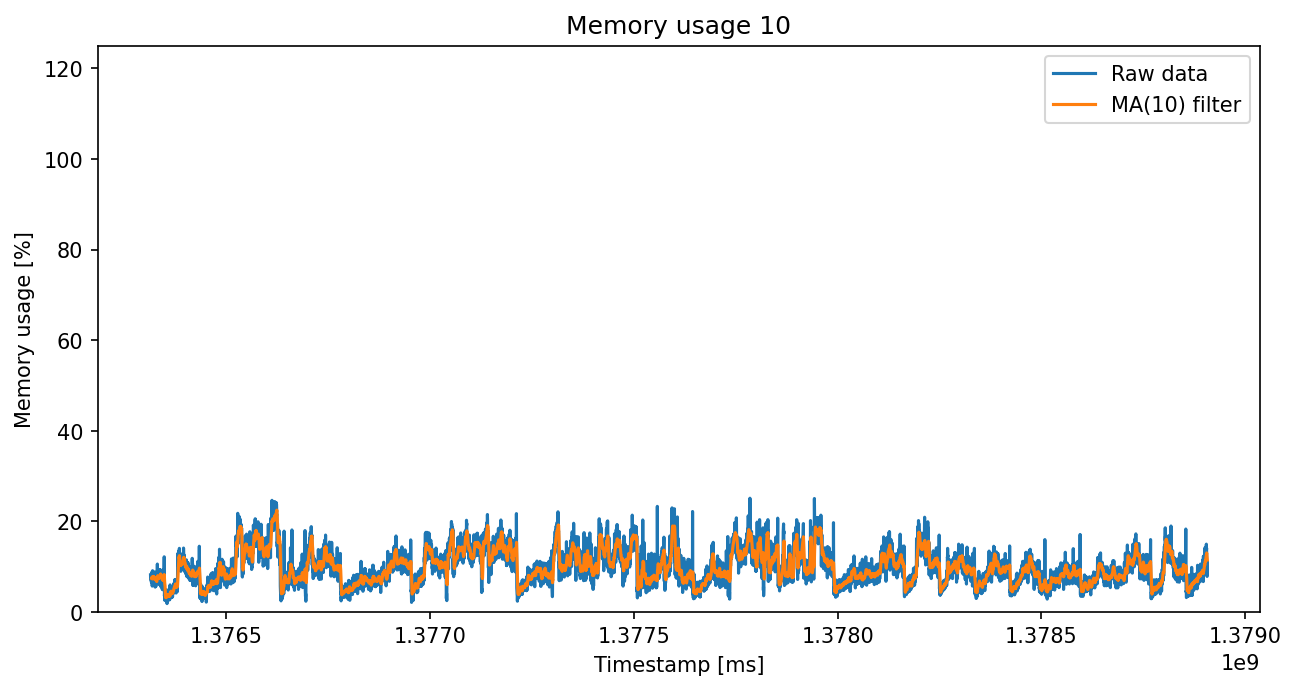 Memory usage 10
Raw data
MA(10) filter
Memory usage [%]
120
100
80
60
40
20
0
1.3765 1.3770 1.3775 1.3780 1.3785 1.3790
1e9
Timestamp [ms]